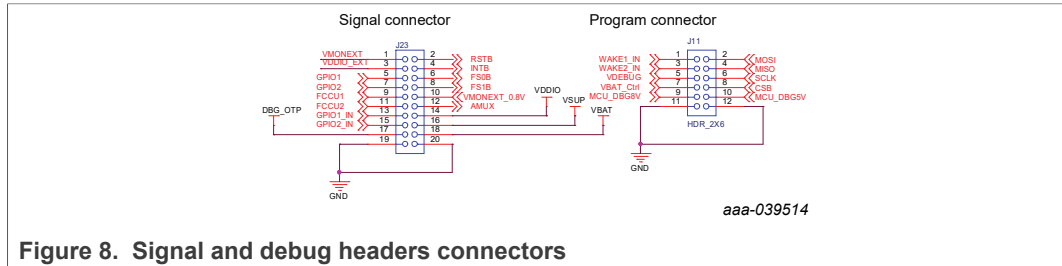 Signal connector Program connector
J23 J11
VMONEXT 1 2 RSTB
VDDIO_EXT 3 4 INTB
GPIO1 5 6 FS0B
GPIO2 7 8 FS1B
FCCU1 9 10 VMONEXT_0.8V
FCCU2 11 12 AMUX
GPIO1_IN 13 14
GPIO2_IN 15 16
17 18
19 20
DBG_OTP
VDDIO
VSUP
VBAT
GND
WAKE1_IN 1 2 MOSI
WAKE2_IN 3 4 MISO
VDEBUG 5 6 SCLK
VBAT_Ctrl 7 8 CSB
MCU_DBG8V 9 10 MCU_DBG5V
11 12
HDR_2X6
GND
aaa-039514
Figure 8. Signal and debug headers connectors